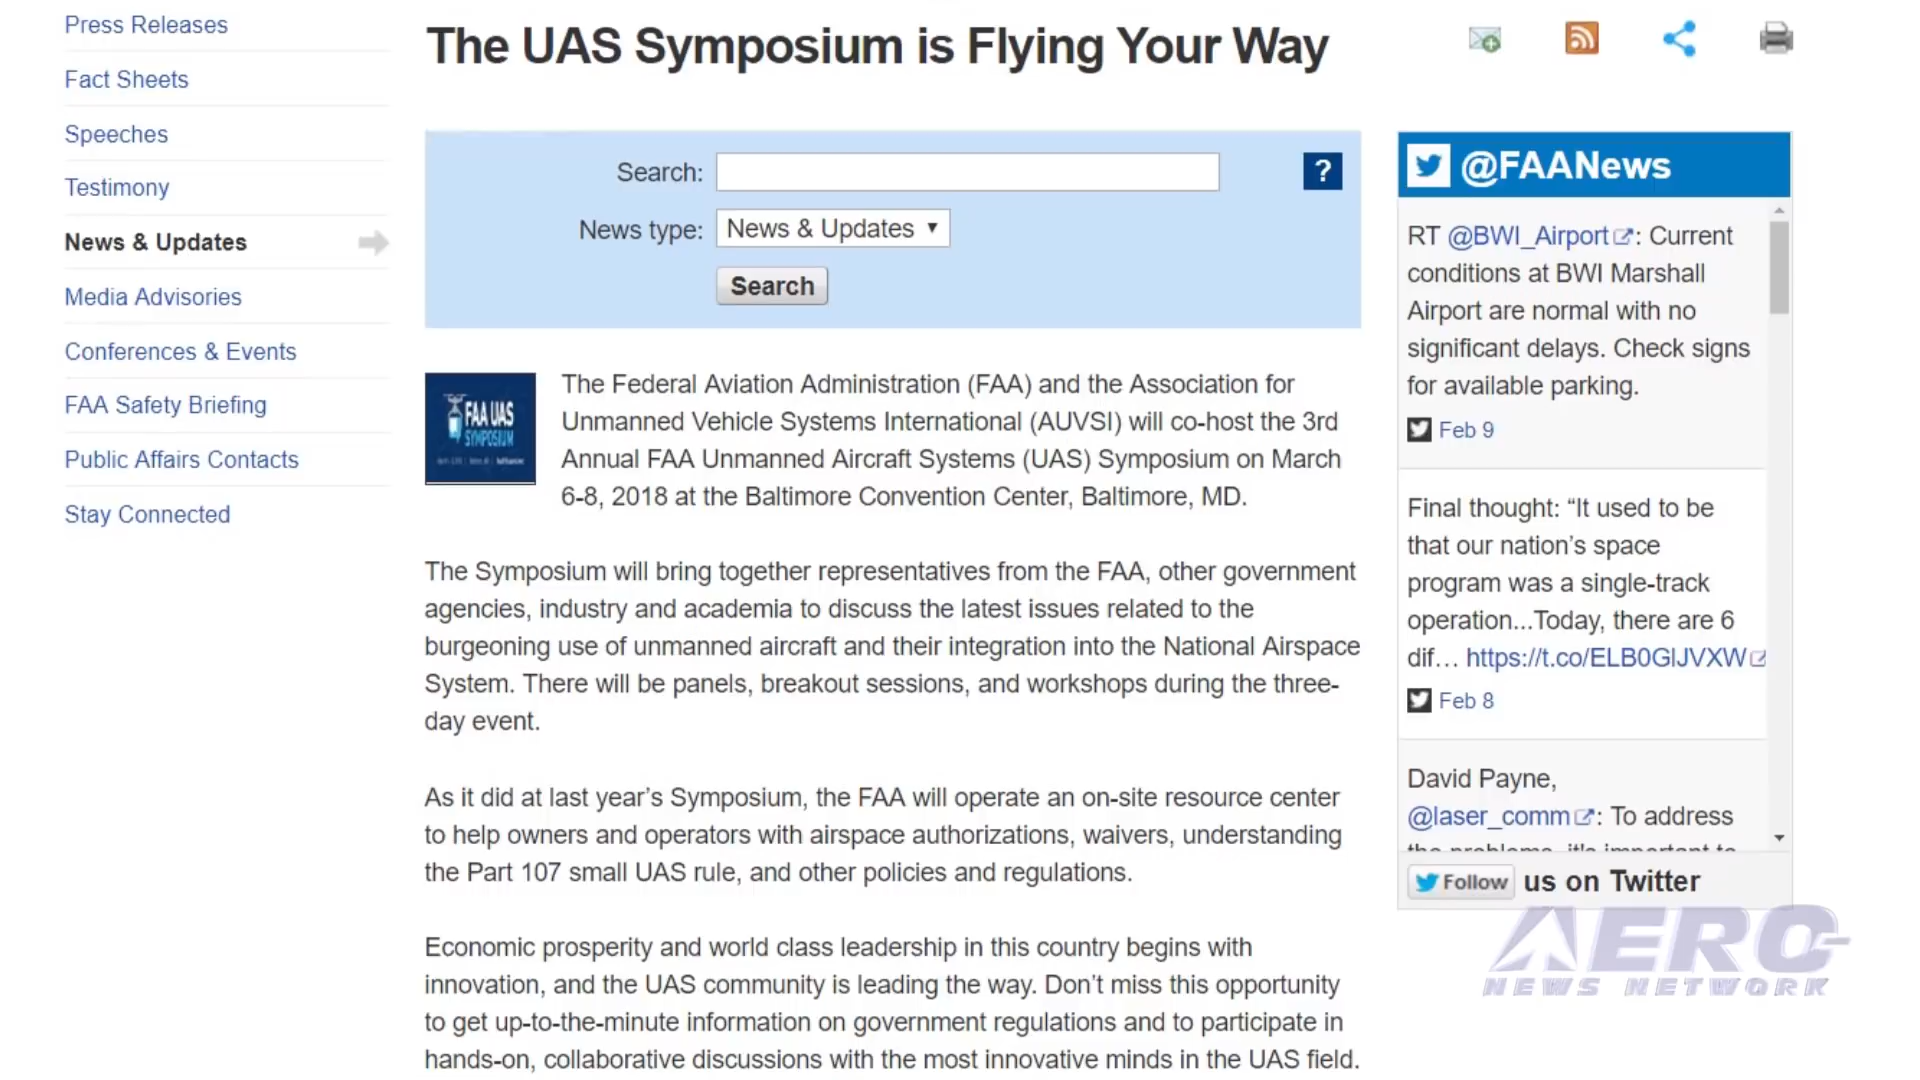 Press Releases
Fact Sheets
Speeches
Testimony
News & Updates
Media Advisories
Conferences & Events
FAA Safety Briefing
Public Affairs Contacts
Stay Connected
The UAS Symposium is Flying Your Way
Search:
?
News type: News & Updates
Search
FAA UAS
SYMPOSIUM
The Federal Aviation Administration (FAA) and the Association for
Unmanned Vehicle Systems International (AUVSI) will co-host the 3rd
Annual FAA Unmanned Aircraft Systems (UAS) Symposium on March
6-8, 2018 at the Baltimore Convention Center, Baltimore, MD.
The Symposium will bring together representatives from the FAA, other government
agencies, industry and academia to discuss the latest issues related to the
burgeoning use of unmanned aircraft and their integration into the National Airspace
System. There will be panels, breakout sessions, and workshops during the three-
day event.
As it did at last year’s Symposium, the FAA will operate an on-site resource center
to help owners and operators with airspace authorizations, waivers, understanding
the Part 107 small UAS rule, and other policies and regulations.
Economic prosperity and world class leadership in this country begins with
innovation, and the UAS community is leading the way. Don’t miss this opportunity
to get up-to-the-minute information on government regulations and to participate in
hands-on, collaborative discussions with the most innovative minds in the UAS field.
@FAANews
RT @BWI_Airport: Current
conditions at BWI Marshall
Airport are normal with no
significant delays. Check signs
for available parking.
Feb 9
Final thought: “It used to be
that our nation’s space
program was a single-track
operation...Today, there are 6
dif… https://t.co/ELB0GlJVXW
Feb 8
David Payne,
@laser_comm: To address
the problems, it's important to
Follow us on Twitter
AERO-
NEWS NETWORK